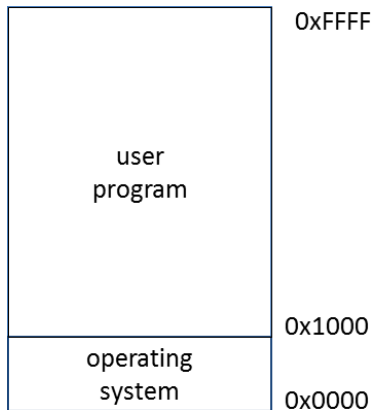 0xFFFF
user
program
0x1000
operating
system
0x0000